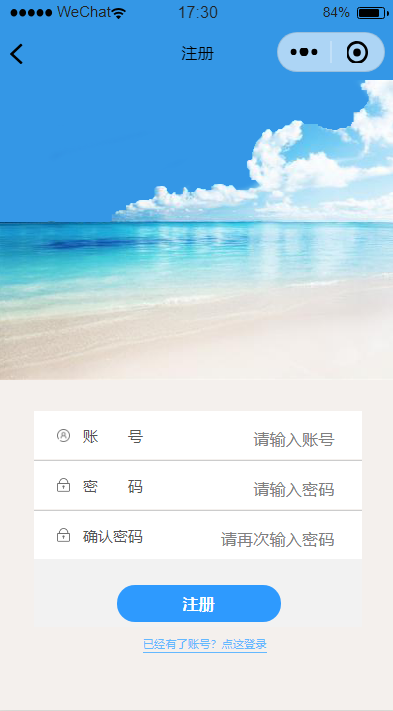 WeChat 17:30 84%
注册
账 号 请输入账号
密 码 请输入密码
确认密码 请再次输入密码
注册
已经有了账号？点这登录